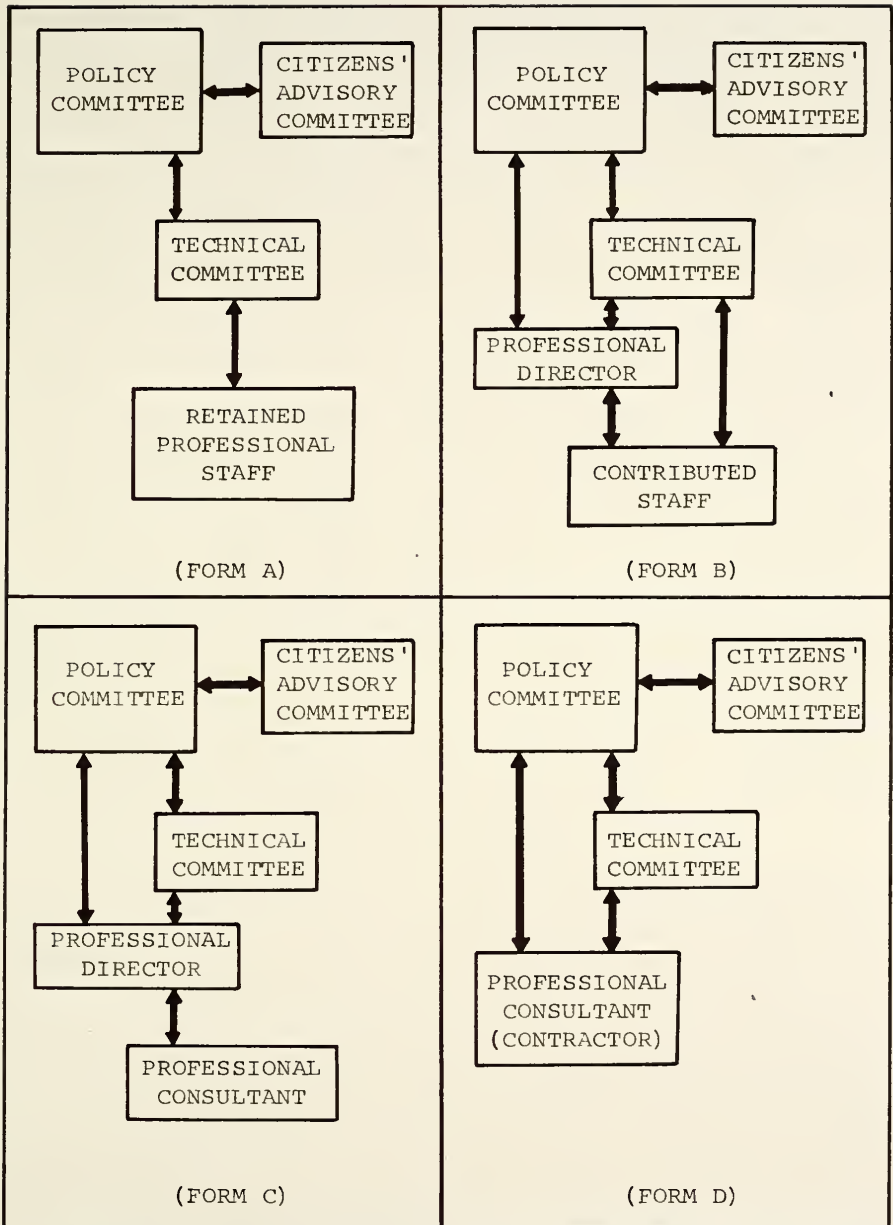 POLICY
COMMITTEE
CITIZENS'
ADVISORY
COMMITTEE
TECHNICAL
COMMITTEE
RETAINED
PROFESSIONAL
STAFF
(FORM A)
POLICY
COMMITTEE
CITIZENS'
ADVISORY
COMMITTEE
TECHNICAL
COMMITTEE
PROFESSIONAL
DIRECTOR
CONTRIBUTED
STAFF
(FORM B)
POLICY
COMMITTEE
CITIZENS'
ADVISORY
COMMITTEE
TECHNICAL
COMMITTEE
PROFESSIONAL
DIRECTOR
PROFESSIONAL
CONSULTANT
(FORM C)
POLICY
COMMITTEE
CITIZENS'
ADVISORY
COMMITTEE
TECHNICAL
COMMITTEE
PROFESSIONAL
CONSULTANT
(CONTRACTOR)
(FORM D)